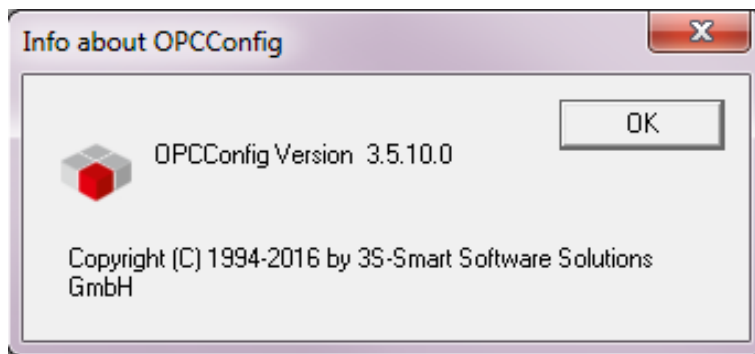 Info about OPCConfig
OK
OPCConfig Version 3.5.10.0
Copyright (C) 1994-2016 by 3S-Smart Software Solutions
GmbH